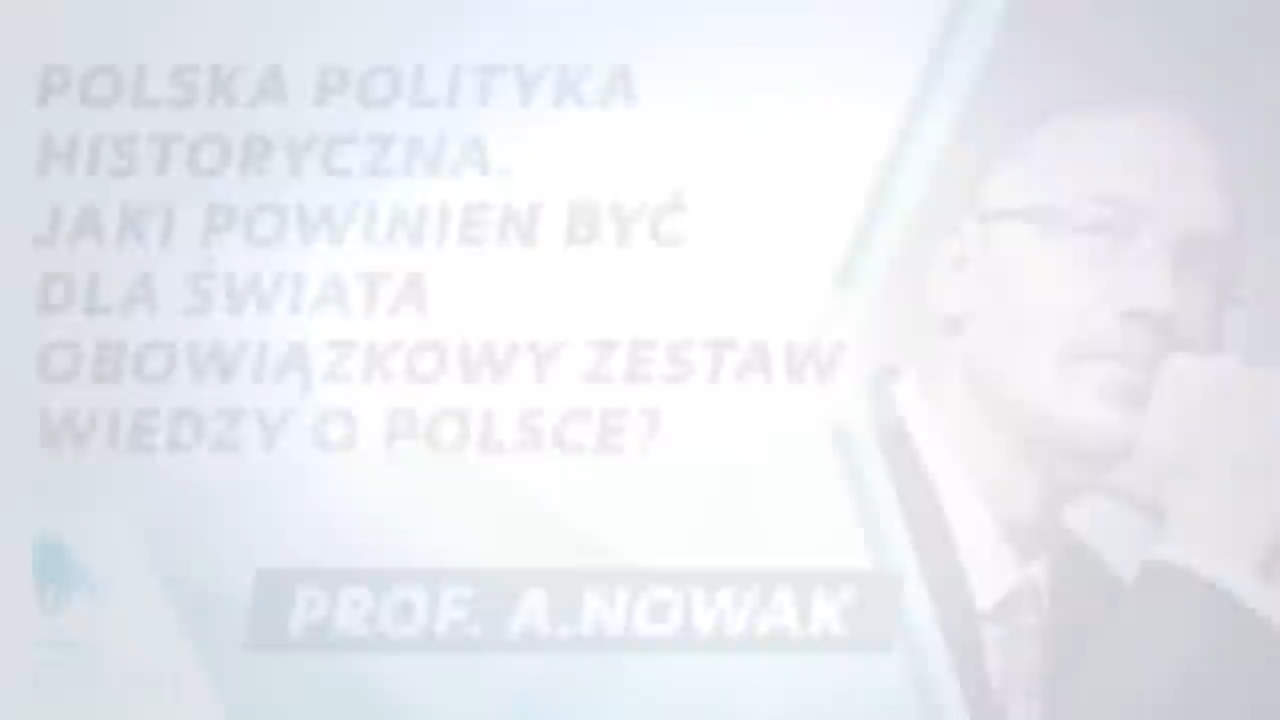 POLSKA POLITYKA
HISTORYCZNA.
JAKI POWINIEN BYĆ
DLA ŚWIATA
OBOWIĄZKOWY ZESTAW
WIEDZY O POLSCE?
PROF. A.NOWAK